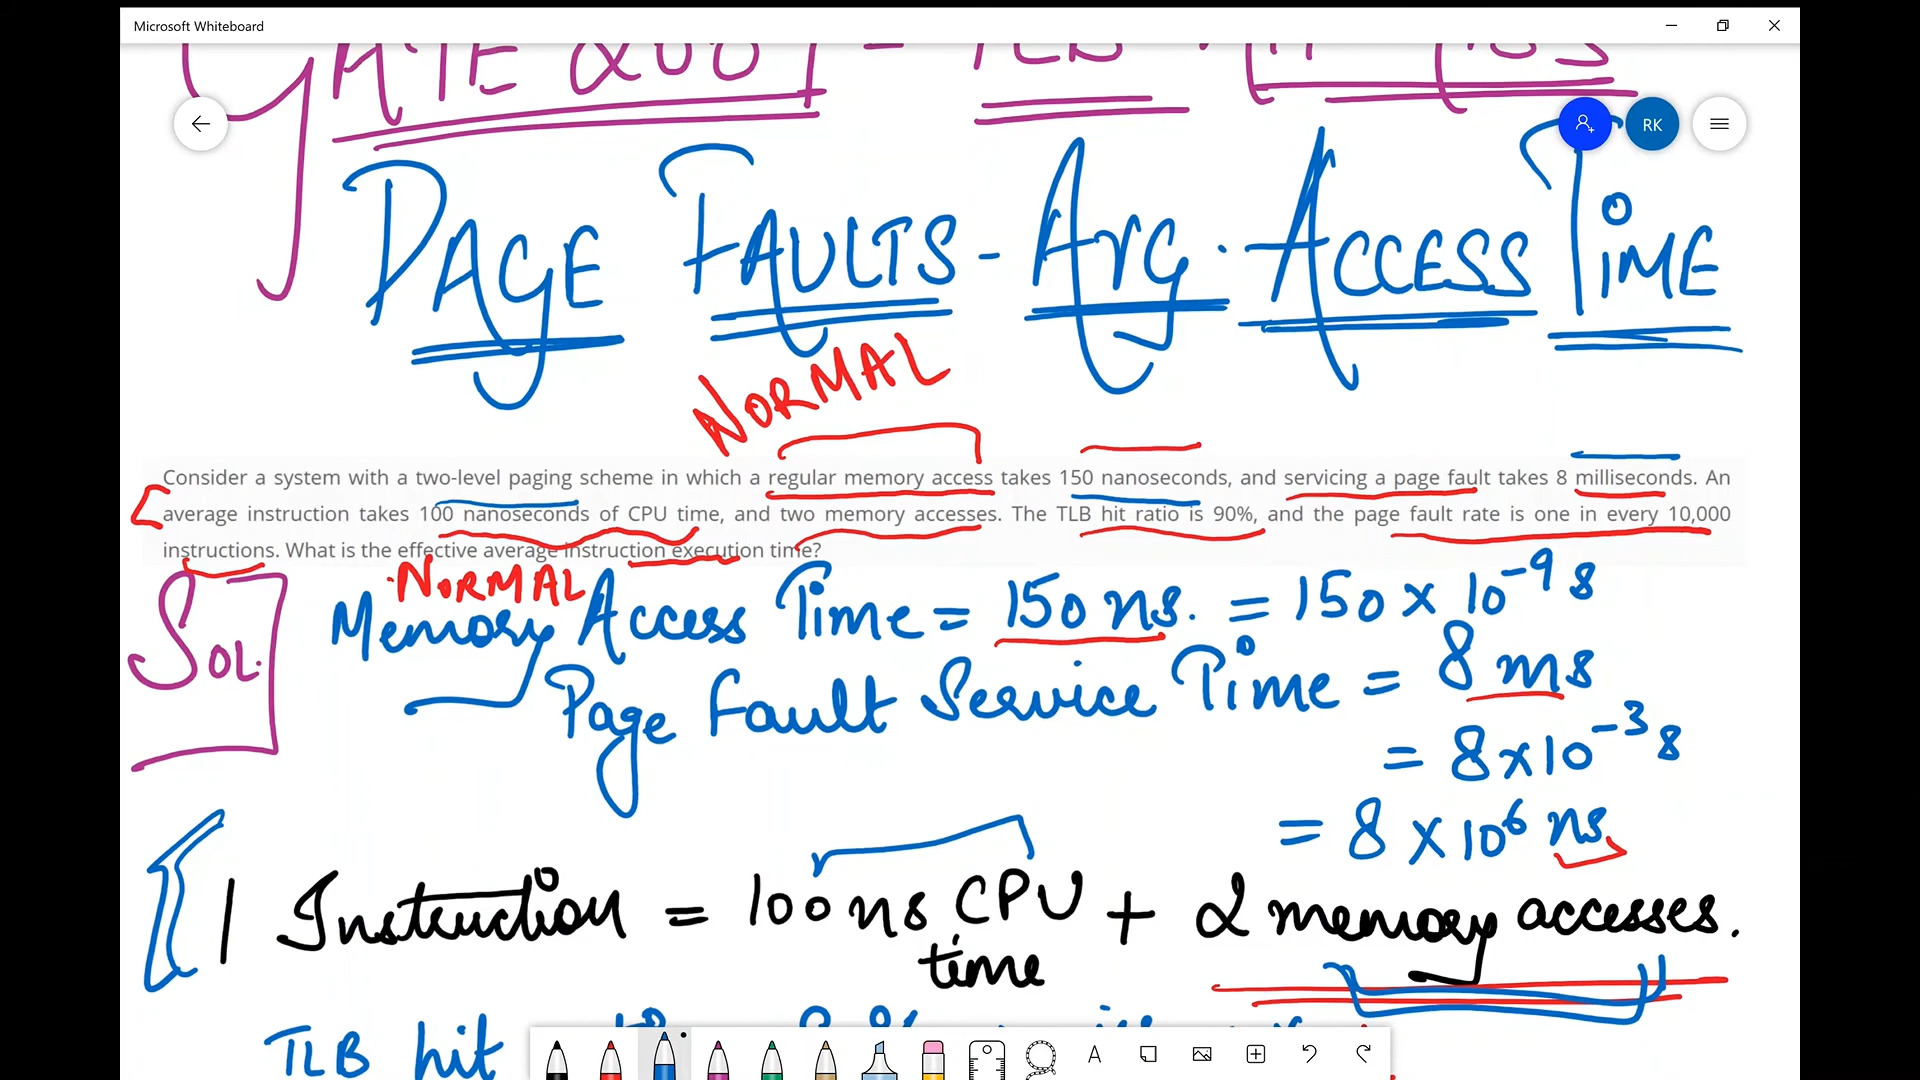 Microsoft Whiteboard
RK
PAGE FAULTS - AVG. ACCESS TIME
NORMAL
Consider a system with a two-level paging scheme in which a regular memory access takes 150 nanoseconds, and servicing a page fault takes 8 milliseconds. An
average instruction takes 100 nanoseconds of CPU time, and two memory accesses. The TLB hit ratio is 90%, and the page fault rate is one in every 10,000
instructions. What is the effective average instruction execution time?
SOL.
NORMAL
Memory Access Time = 150 ns. = 150 x 10^-9 s
Page Fault Service Time = 8 ms
= 8 x 10^-3 s
= 8 x 10^6 ns
1 Instruction = 100 ns CPU + 2 memory accesses.
time
TLB hit
A